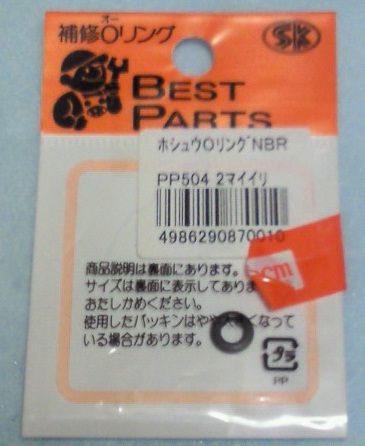 オー
補修Oリング
SK
BEST
PARTS
ホシュウOリングNBR
PP504 2マイイリ
4986290870010
cm
商品説明は裏面にあります。
サイズは裏面に表示してありま
おたしかめください。
使用したパッキンはやや大きくなって
いる場合があります。
プラ
PP